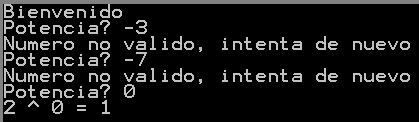 Bienvenido
Potencia? -3
Numero no valido, intenta de nuevo
Potencia? -7
Numero no valido, intenta de nuevo
Potencia? 0
2 ^ 0 = 1